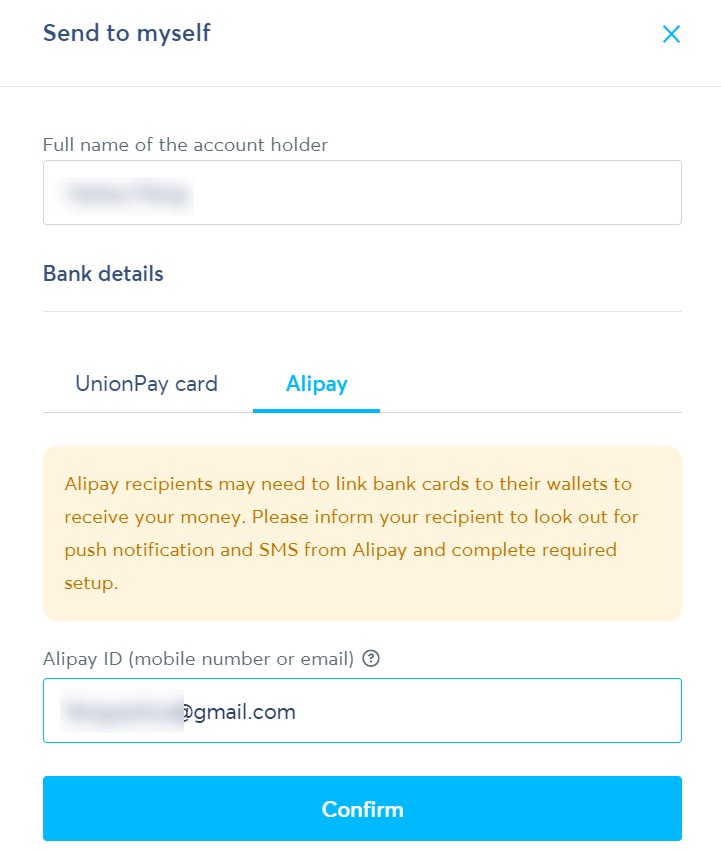 Send to myself
Full name of the account holder
Bank details
UnionPay card Alipay
Alipay recipients may need to link bank cards to their wallets to
receive your money. Please inform your recipient to look out for
push notification and SMS from Alipay and complete required
setup.
Alipay ID (mobile number or email)
@gmail.com
Confirm